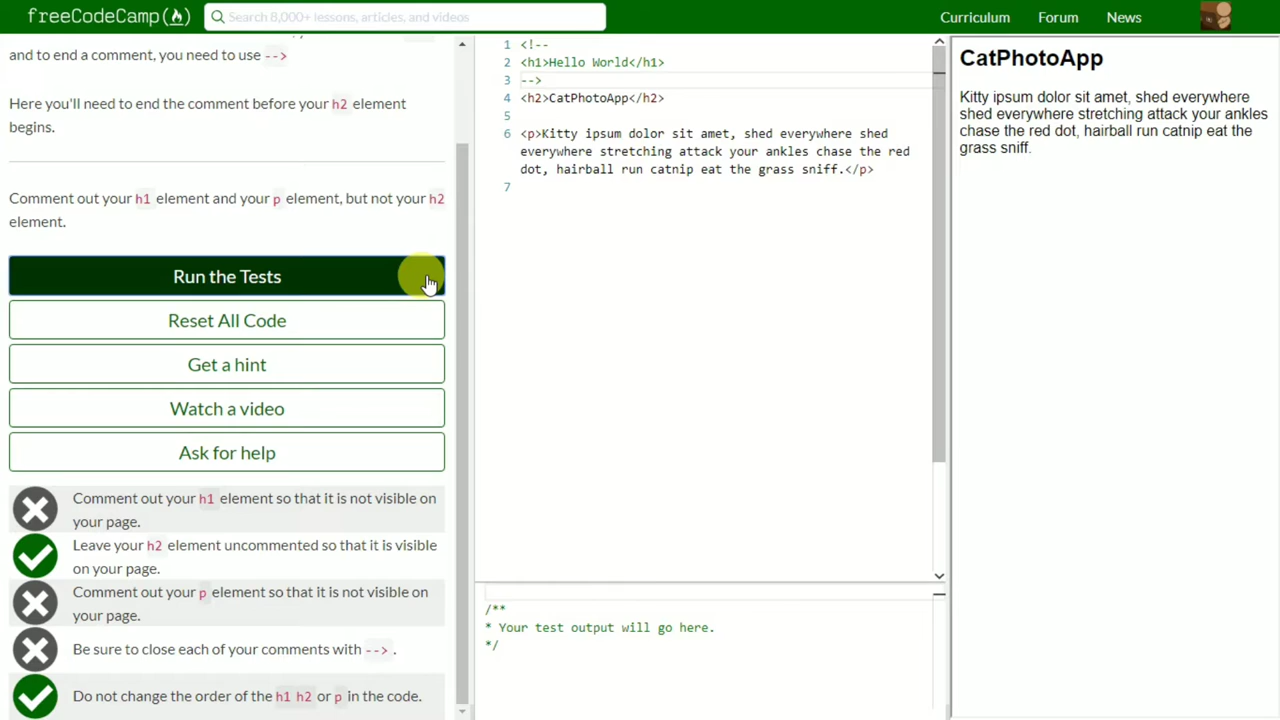 freeCodeCamp
Search 8,000+ lessons, articles, and videos
Curriculum
Forum
News
and to end a comment, you need to use -->
Here you'll need to end the comment before your h2 element
begins.
Comment out your h1 element and your p element, but not your h2
element.
Run the Tests
Reset All Code
Get a hint
Watch a video
Ask for help
Comment out your h1 element so that it is not visible on
your page.
Leave your h2 element uncommented so that it is visible
on your page.
Comment out your p element so that it is not visible on
your page.
Be sure to close each of your comments with --> .
Do not change the order of the h1 h2 or p in the code.
1 <!--
2 <h1>Hello World</h1>
3 -->
4 <h2>CatPhotoApp</h2>
5
6 <p>Kitty ipsum dolor sit amet, shed everywhere shed
everywhere stretching attack your ankles chase the red
dot, hairball run catnip eat the grass sniff.</p>
7
/**
* Your test output will go here.
*/
CatPhotoApp
Kitty ipsum dolor sit amet, shed everywhere
shed everywhere stretching attack your ankles
chase the red dot, hairball run catnip eat the
grass sniff.